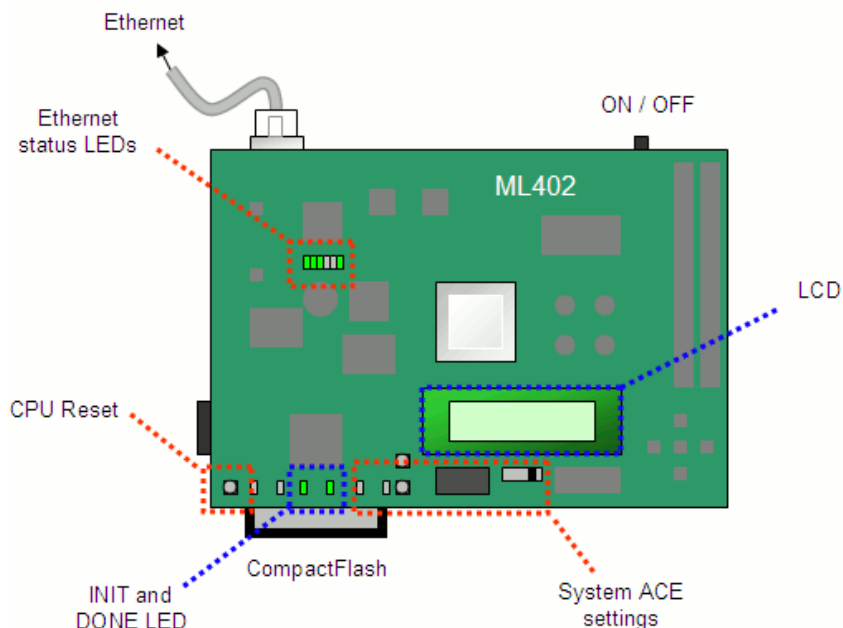 Ethernet
ON / OFF
Ethernet
status LEDs
ML402
LCD
CPU Reset
CompactFlash
INIT and
DONE LED
System ACE
settings